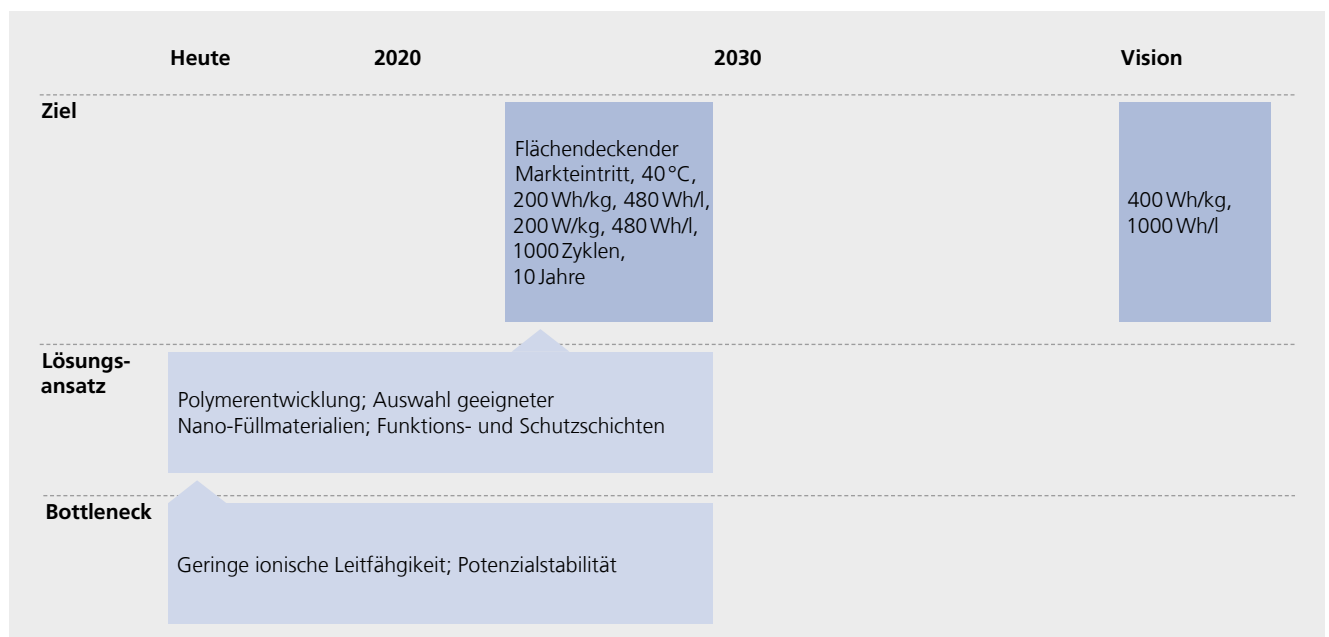 Heute 2020 2030 Vision
Ziel
Flächendeckender
Markteintritt, 40 °C,
200 Wh/kg, 480 Wh/l,
200 W/kg, 480 Wh/l,
1000 Zyklen,
10 Jahre
400 Wh/kg,
1000 Wh/l
Lösungs-
ansatz
Polymerentwicklung; Auswahl geeigneter
Nano-Füllmaterialien; Funktions- und Schutzschichten
Bottleneck
Geringe ionische Leitfähgikeit; Potenzialstabilität